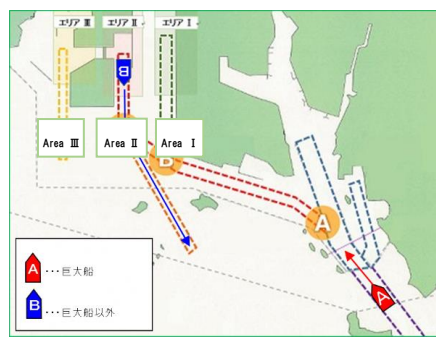 エリア Ⅲ エリア Ⅱ エリア Ⅰ
B
Area Ⅲ Area Ⅱ Area Ⅰ
B
A
A
A ･･･巨大船
B ･･･巨大船以外